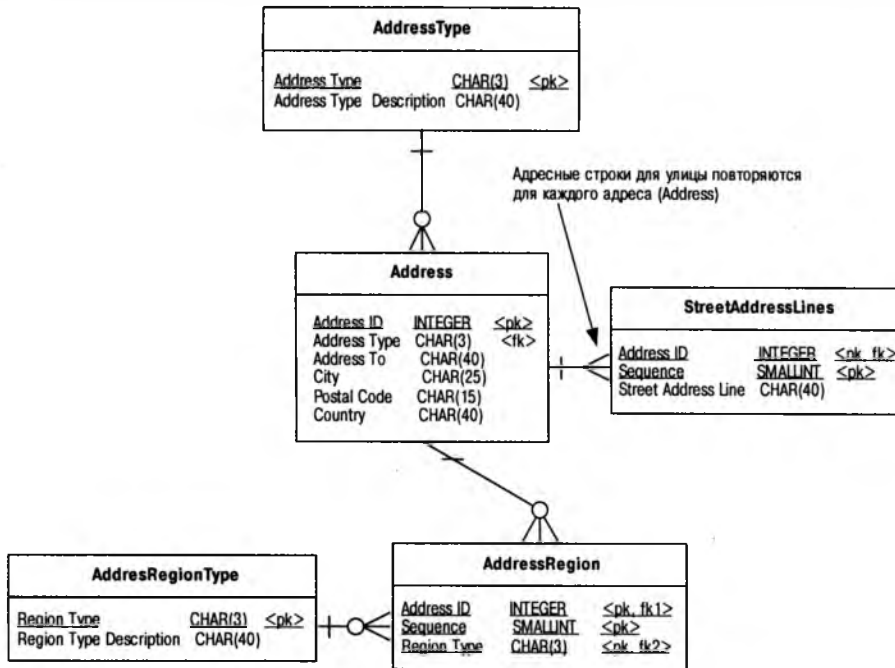 AddressType
Address Type CHAR(3) <pk>
Address Type Description CHAR(40)
Адресные строки для улицы повторяются
для каждого адреса (Address)
Address
Address ID INTEGER <pk>
Address Type CHAR(3) <fk>
Address To CHAR(40)
City CHAR(25)
Postal Code CHAR(15)
Country CHAR(40)
StreetAddressLines
Address ID INTEGER <pk, fk>
Sequence SMALLINT <pk>
Street Address Line CHAR(40)
AddresRegionType
Region Type CHAR(3) <pk>
Region Type Description CHAR(40)
AddressRegion
Address ID INTEGER <pk, fk1>
Sequence SMALLINT <pk>
Region Type CHAR(3) <pk, fk2>